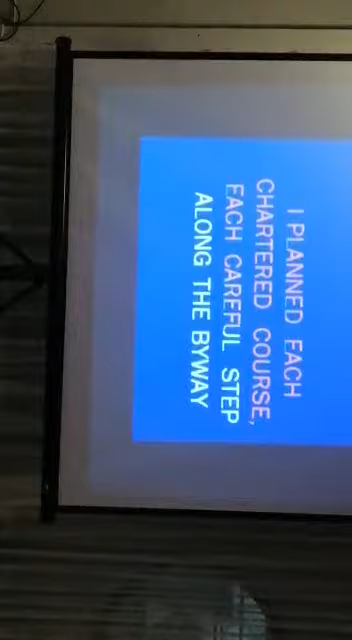 I PLANNED EACH
CHARTERED COURSE,
EACH CAREFUL STEP
ALONG THE BYWAY